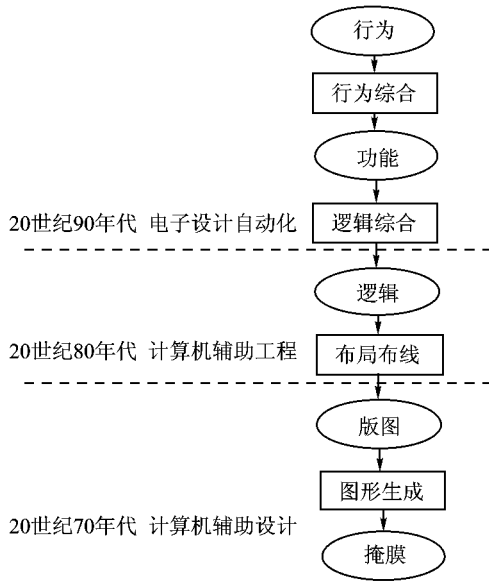 行为
行为综合
功能
20世纪90年代 电子设计自动化
逻辑综合
逻辑
20世纪80年代 计算机辅助工程
布局布线
版图
图形生成
20世纪70年代 计算机辅助设计
掩膜